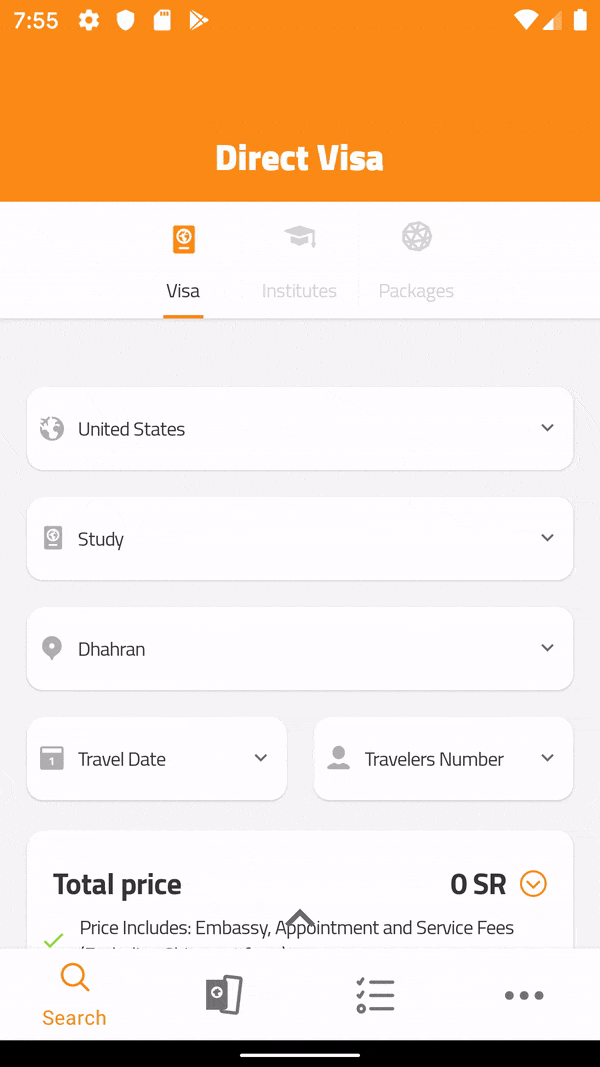 7:55
Direct Visa
Visa
Institutes
Packages
United States
Study
Dhahran
Travel Date
1
Travelers Number
Total price
0 SR
Price Includes: Embassy, Appointment and Service Fees
Search